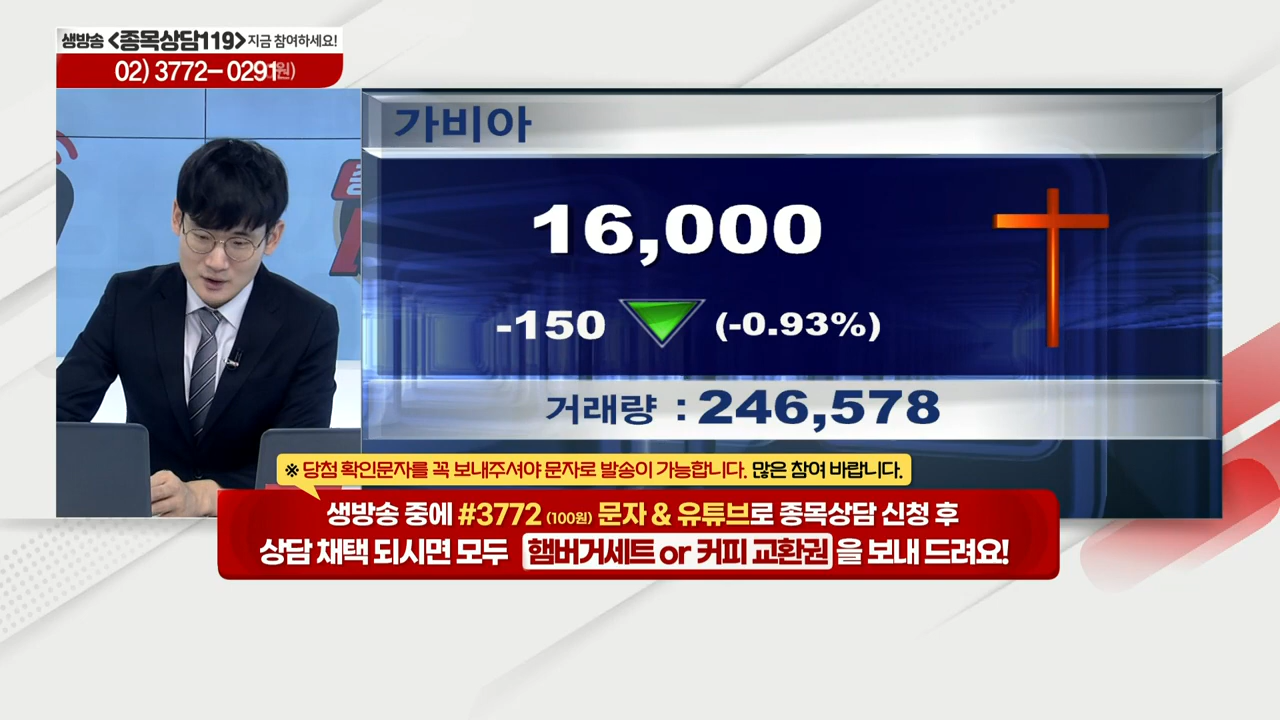 생방송 <종목상담119> 지금 참여하세요!
02) 3772-0291
가비아
16,000
-150 (-0.93%)
거래량 : 246,578
※ 당첨 확인문자를 꼭 보내주셔야 문자로 발송이 가능합니다. 많은 참여 바랍니다.
생방송 중에 #3772 (100원) 문자 & 유튜브로 종목상담 신청 후
상담 채택 되시면 모두 햄버거세트 or 커피 교환권 을 보내 드려요!